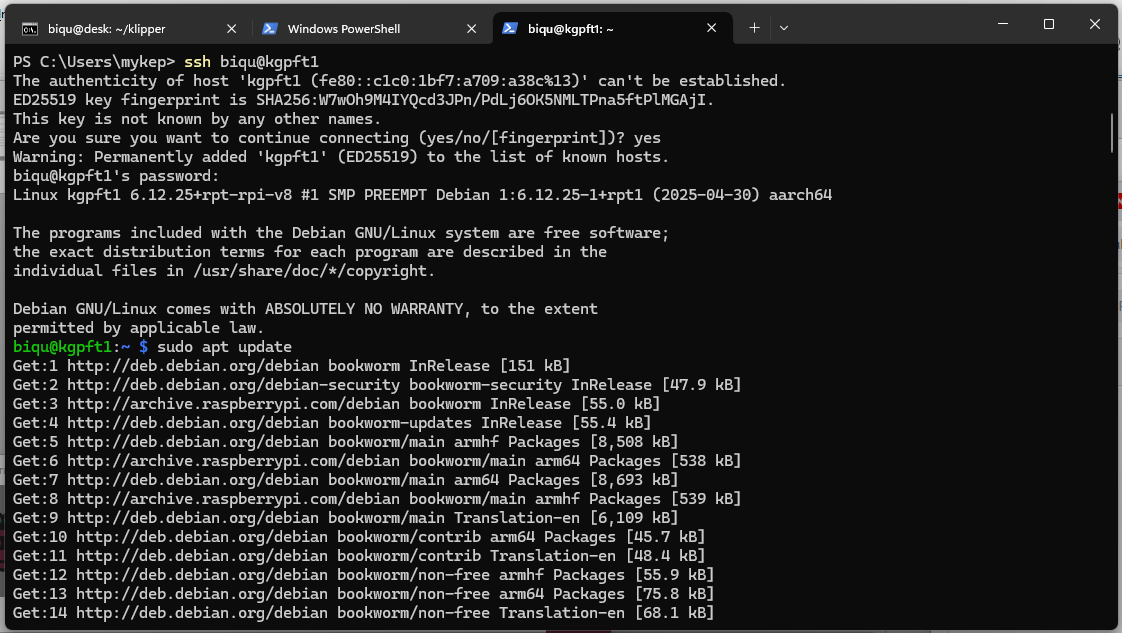 biqu@desk: ~/klipper
Windows PowerShell
biqu@kgpft1: ~
PS C:\Users\mykep> ssh biqu@kgpft1
The authenticity of host 'kgpft1 (fe80::c1c0:1bf7:a709:a38c%13)' can't be established.
ED25519 key fingerprint is SHA256:W7wOh9M4IYQcd3JPn/PdLj6OK5NMLTPna5ftPlMGAjI.
This key is not known by any other names.
Are you sure you want to continue connecting (yes/no/[fingerprint])? yes
Warning: Permanently added 'kgpft1' (ED25519) to the list of known hosts.
biqu@kgpft1's password:
Linux kgpft1 6.12.25+rpt-rpi-v8 #1 SMP PREEMPT Debian 1:6.12.25-1+rpt1 (2025-04-30) aarch64

The programs included with the Debian GNU/Linux system are free software;
the exact distribution terms for each program are described in the
individual files in /usr/share/doc/*/copyright.

Debian GNU/Linux comes with ABSOLUTELY NO WARRANTY, to the extent
permitted by applicable law.
biqu@kgpft1:~ $ sudo apt update
Get:1 http://deb.debian.org/debian bookworm InRelease [151 kB]
Get:2 http://deb.debian.org/debian-security bookworm-security InRelease [47.9 kB]
Get:3 http://archive.raspberrypi.com/debian bookworm InRelease [55.0 kB]
Get:4 http://deb.debian.org/debian bookworm-updates InRelease [55.4 kB]
Get:5 http://deb.debian.org/debian bookworm/main armhf Packages [8,508 kB]
Get:6 http://archive.raspberrypi.com/debian bookworm/main arm64 Packages [538 kB]
Get:7 http://deb.debian.org/debian bookworm/main arm64 Packages [8,693 kB]
Get:8 http://archive.raspberrypi.com/debian bookworm/main armhf Packages [539 kB]
Get:9 http://deb.debian.org/debian bookworm/main Translation-en [6,109 kB]
Get:10 http://deb.debian.org/debian bookworm/contrib arm64 Packages [45.7 kB]
Get:11 http://deb.debian.org/debian bookworm/contrib Translation-en [48.4 kB]
Get:12 http://deb.debian.org/debian bookworm/non-free armhf Packages [55.9 kB]
Get:13 http://deb.debian.org/debian bookworm/non-free arm64 Packages [75.8 kB]
Get:14 http://deb.debian.org/debian bookworm/non-free Translation-en [68.1 kB]